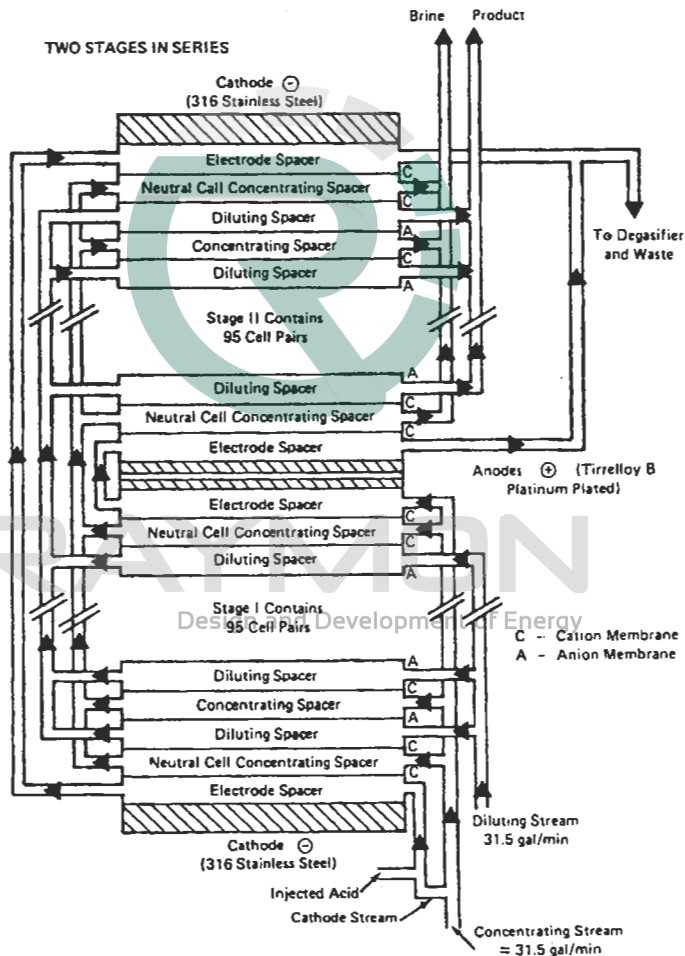 Brine Product
TWO STAGES IN SERIES
Cathode ⊖
(316 Stainless Steel)
Electrode Spacer
C
Neutral Call Concentrating Spacer
C
Diluting Spacer
A
Concentrating Spacer
C
Diluting Spacer
A
To Degasifier
and Waste
Stage II Contains
95 Cell Pairs
A
Diluting Spacer
C
Neutral Cell Concentrating Spacer
C
Electrode Spacer
Anodes ⊕ (Tirrelloy B
Platinum Plated)
Electrode Spacer
C
Neutral Cell Concentrating Spacer
C
Diluting Spacer
A
RAYMON
Design and Development of Energy
Stage I Contains
95 Cell Pairs
C – Cation Membrane
A – Anion Membrane
A
Diluting Spacer
C
Concentrating Spacer
A
Diluting Spacer
C
Neutral Cell Concentrating Spacer
C
Electrode Spacer
Diluting Stream
31.5 gal/min
Cathode ⊖
(316 Stainless Steel)
Injected Acid
Cathode Stream
Concentrating Stream
= 31.5 gal/min